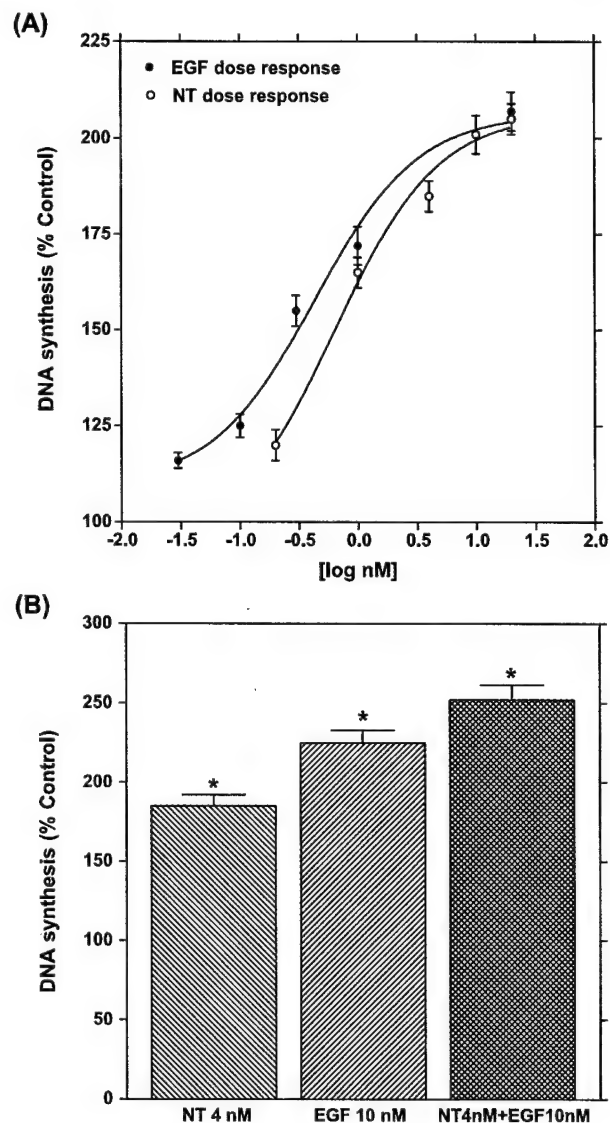 (A)
225
200
175
150
125
100
DNA synthesis (% Control)
EGF dose response
NT dose response
-2.0 -1.5 -1.0 -0.5 0.0 0.5 1.0 1.5 2.0
[log nM]
(B)
300
250
200
150
100
50
0
DNA synthesis (% Control)
*
*
*
NT 4 nM EGF 10 nM NT4nM+EGF10nM